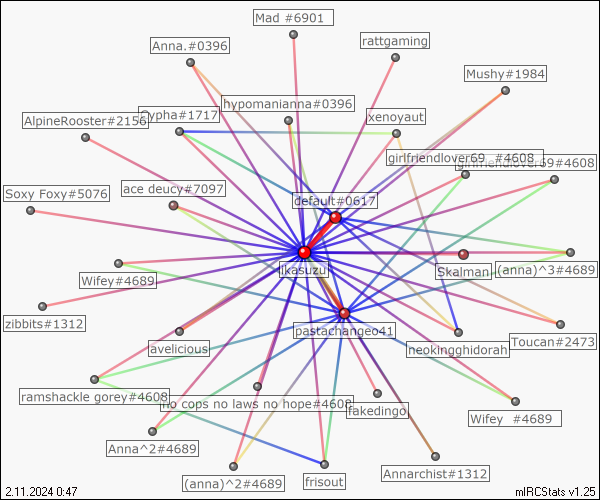 Mad #6901
Anna.#0396
rattgaming
Mushy#1984
hypomanianna#0396
AlpineRooster#2156
Cypha#1717
xenoyaut
girlfriendlover69 #4608
girlfriendlover69#4608
ace deucy#7097
Soxy Foxy#5076
default#0617
Wifey#4689
jkasuzu
Skalman
(anna)^3#4689
zibbits#1312
pastachange041
avelicious
neokingghidorah
Toucan#2473
ramshackle gorey#4608
no cops no laws no hope#4608
fakedingo
Wifey #4689
Anna^2#4689
(anna)^2#4689
frisout
Annarchist#1312
2.11.2024 0:47
mIRCStats v1.25